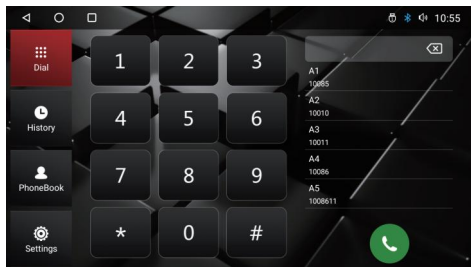 10:55
Dial
History
PhoneBook
Settings
1 2 3
4 5 6
7 8 9
* 0 #
A1
10085
A2
10010
A3
10011
A4
10086
A5
1008611